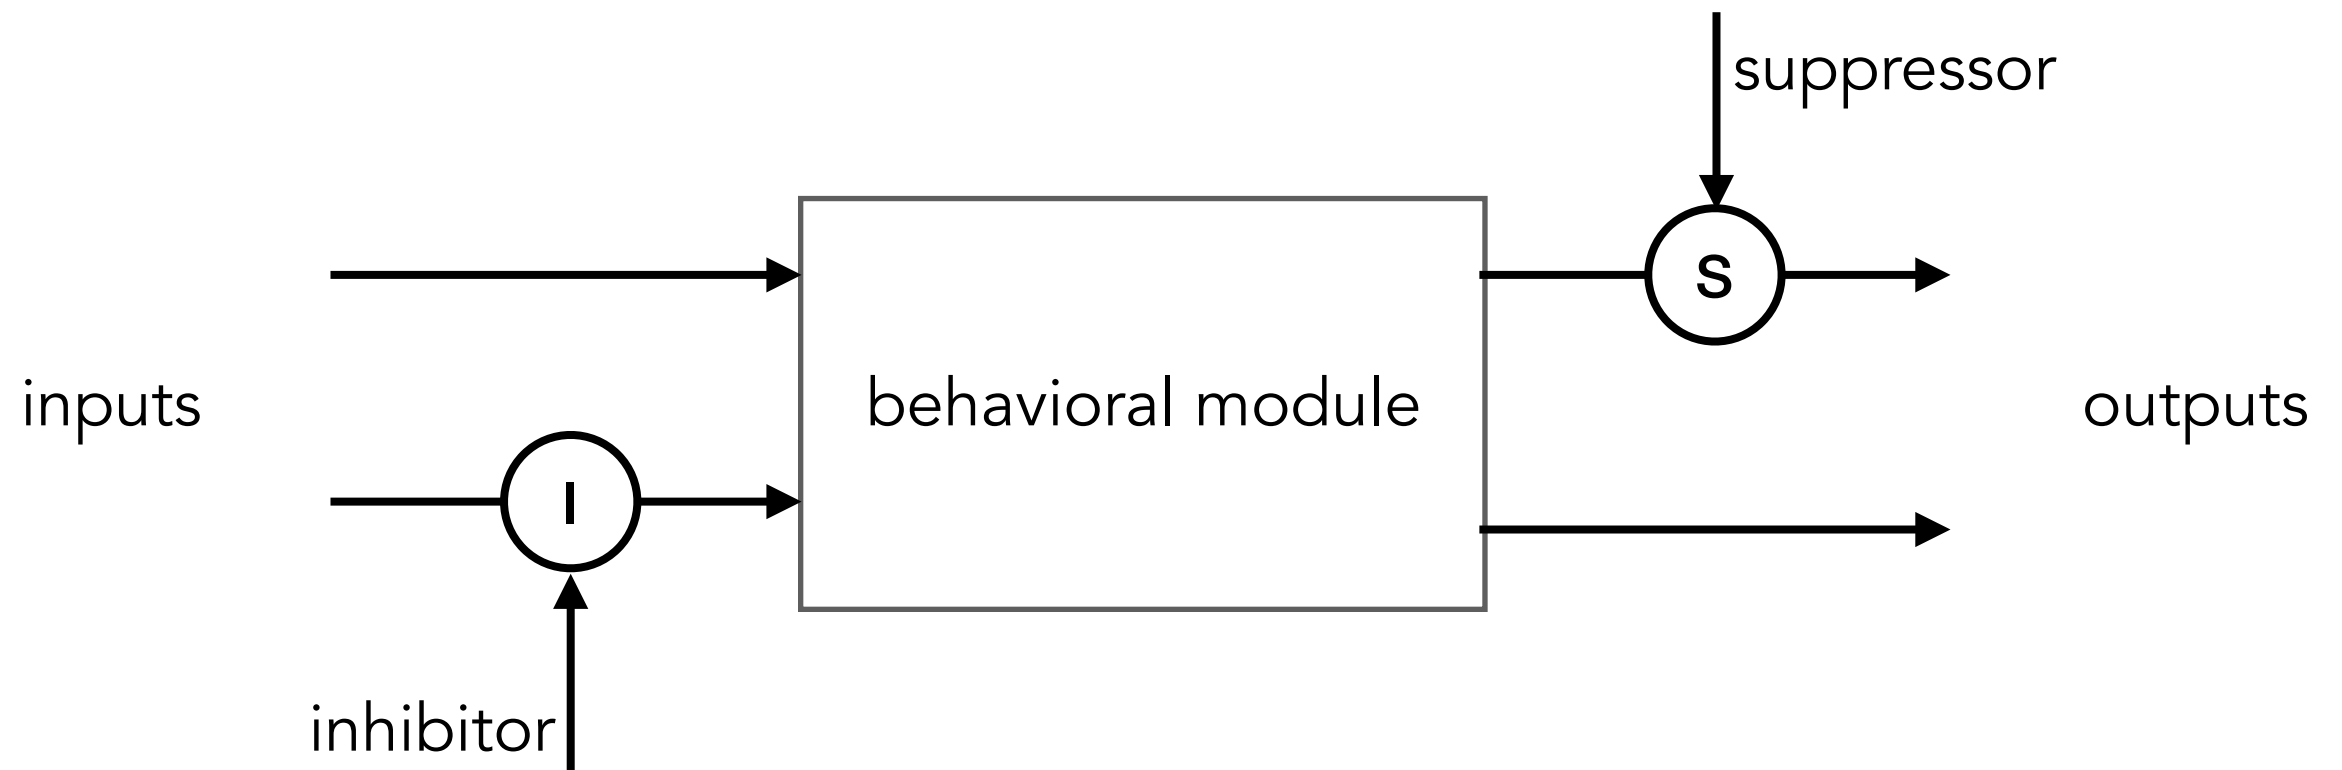 suppressor
S
inputs
behavioral module
outputs
I
inhibitor